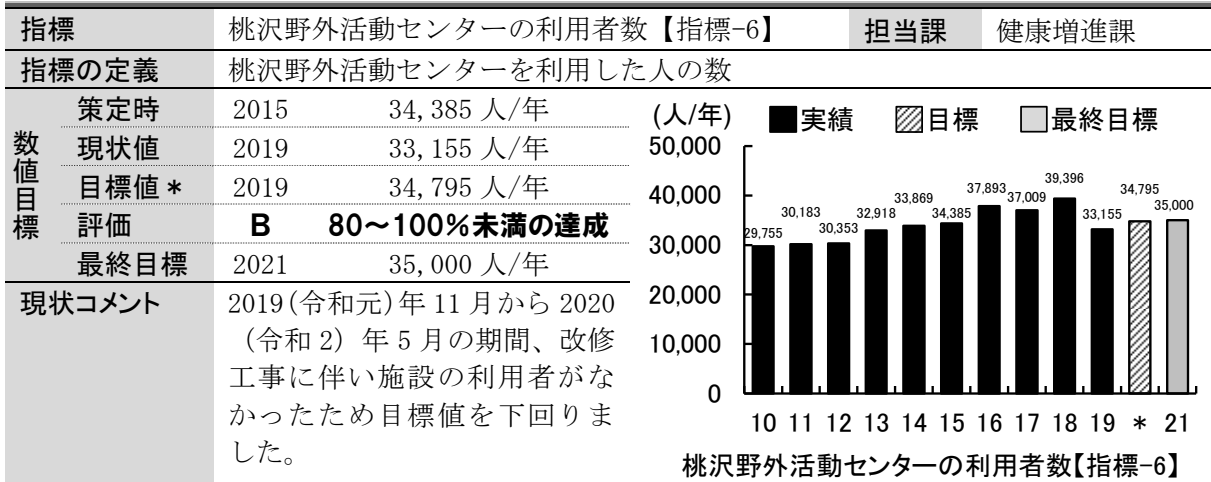 指標 桃沢野外活動センターの利用者数【指標-6】 担当課 健康増進課
指標の定義 桃沢野外活動センターを利用した人の数
数値目標
策定時 2015 34,385 人/年
現状値 2019 33,155 人/年
目標値＊ 2019 34,795 人/年
評価 B 80～100％未満の達成
最終目標 2021 35,000 人/年
現状コメント
2019(令和元)年 11 月から 2020
（令和 2）年 5 月の期間、改修
工事に伴い施設の利用者がな
かったため目標値を下回りま
した。
(人/年) 実績 目標 最終目標
50,000
40,000
30,000
20,000
10,000
0
29,755 30,183 30,353 32,918 33,869 34,385 37,893 37,009 39,396 33,155 34,795 35,000
10 11 12 13 14 15 16 17 18 19 ＊ 21
桃沢野外活動センターの利用者数【指標-6】